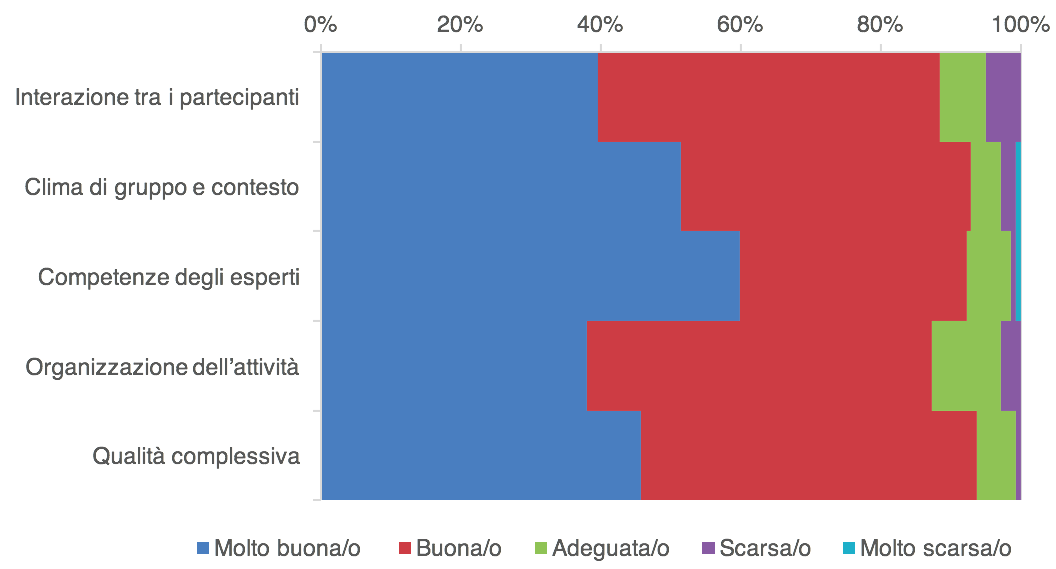 0% 20% 40% 60% 80% 100%
Interazione tra i partecipanti
Clima di gruppo e contesto
Competenze degli esperti
Organizzazione dell’attività
Qualità complessiva
Molto buona/o Buona/o Adeguata/o Scarsa/o Molto scarsa/o